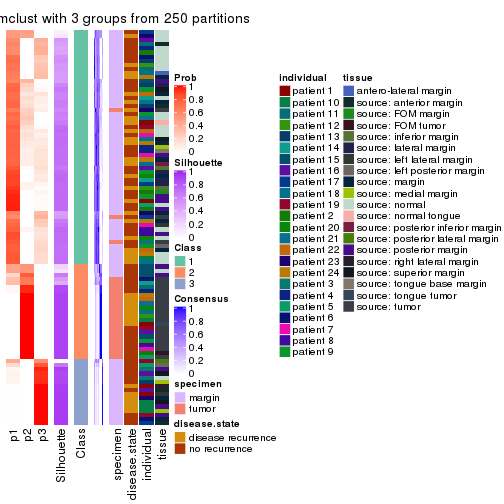 mclust with 3 groups from 250 partitions
Prob
1
0.8
0.6
0.4
0.2
0
Silhouette
1
0.8
0.6
0.4
0.2
0
Class
1
2
3
Consensus
1
0.8
0.6
0.4
0.2
0
specimen
margin
tumor
disease.state
disease recurrence
no recurrence
individual
patient 1
patient 10
patient 11
patient 12
patient 13
patient 14
patient 15
patient 16
patient 17
patient 18
patient 19
patient 2
patient 20
patient 21
patient 22
patient 23
patient 24
patient 3
patient 4
patient 5
patient 6
patient 7
patient 8
patient 9
tissue
antero-lateral margin
source: anterior margin
source: FOM margin
source: FOM tumor
source: inferior margin
source: lateral margin
source: left lateral margin
source: left posterior margin
source: margin
source: medial margin
source: normal
source: normal tongue
source: posterior inferior margin
source: posterior lateral margin
source: posterior margin
source: right lateral margin
source: superior margin
source: tongue base margin
source: tongue tumor
source: tumor
p1
p2
p3
Silhouette
Class
specimen
disease.state
individual
tissue